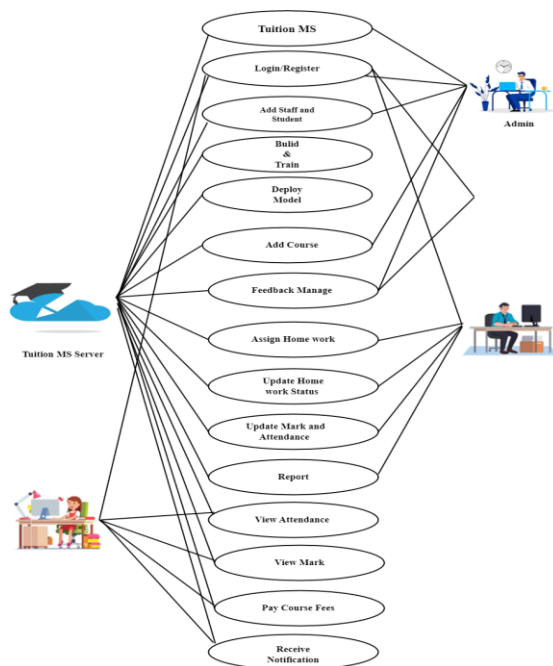 Tuition MS
Login/Register
Add Staff and
Student
Admin
Bulid
&
Train
Deploy
Model
Add Course
Feedback Manage
Assign Home work
Tuition MS Server
Update Home
work Status
Update Mark and
Attendance
Report
View Attendance
View Mark
Pay Course Fees
Receive
Notification